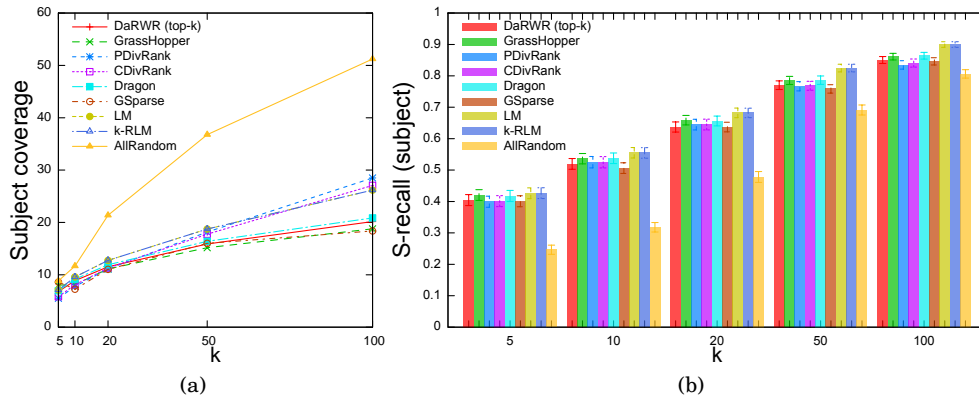 Subject coverage
60
50
40
30
20
10
0
DaRWR (top-k)
GrassHopper
PDivRank
CDivRank
Dragon
GSparse
LM
k-RLM
AllRandom
5 10 20 50 100
k
(a)
S-recall (subject)
1
0.9
0.8
0.7
0.6
0.5
0.4
0.3
0.2
0.1
0
DaRWR (top-k)
GrassHopper
PDivRank
CDivRank
Dragon
GSparse
LM
k-RLM
AllRandom
5 10 20 50 100
k
(b)